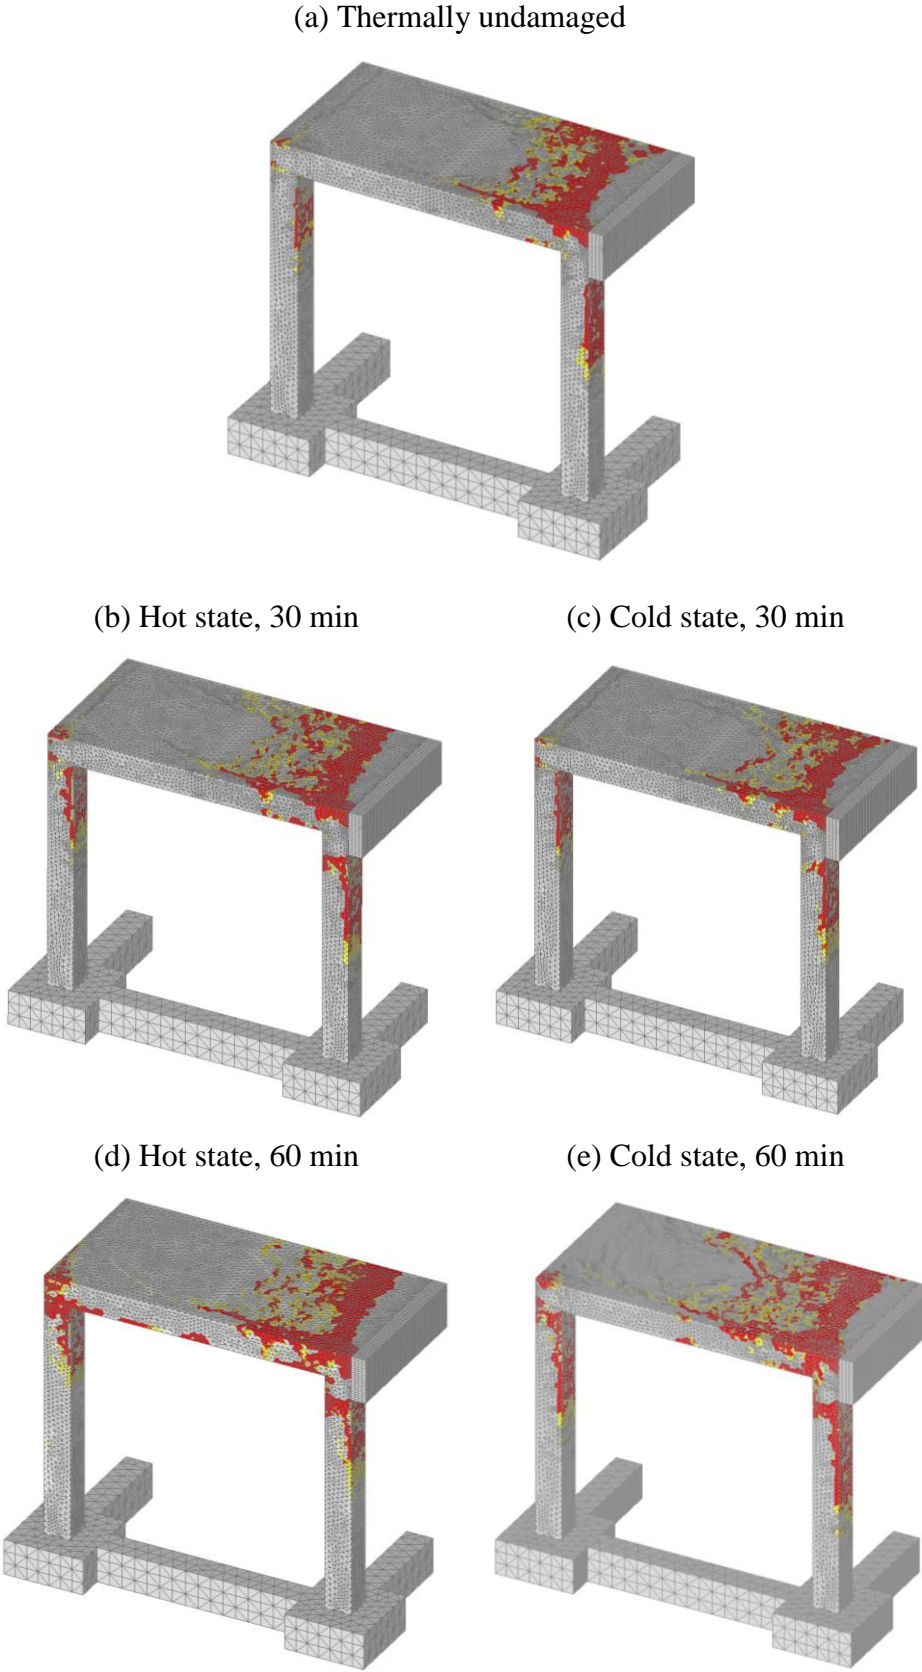 (a) Thermally undamaged
(b) Hot state, 30 min
(c) Cold state, 30 min
(d) Hot state, 60 min
(e) Cold state, 60 min